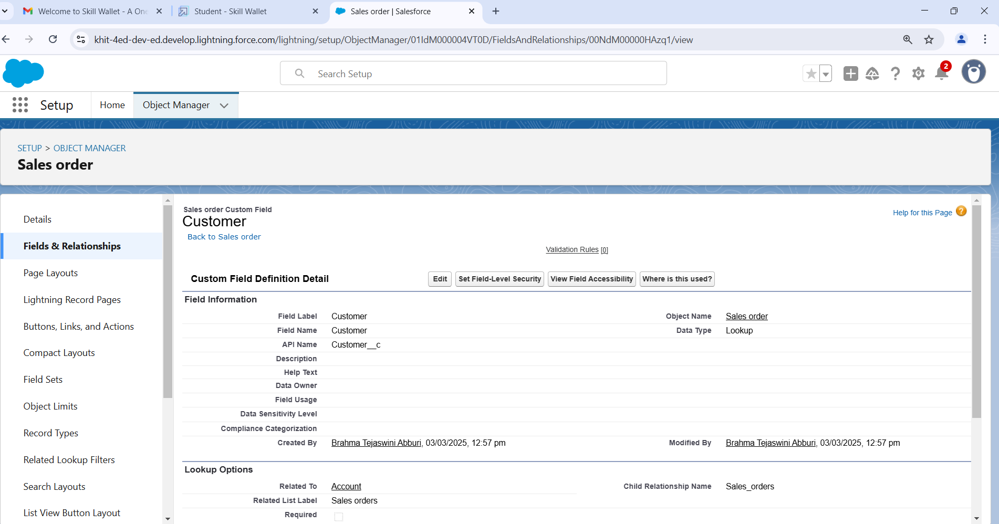 Welcome to Skill Wallet - A One
Student - Skill Wallet
Sales order | Salesforce
khit-4ed-dev-ed.develop.lightning.force.com/lightning/setup/ObjectManager/01IdM000004VT0D/FieldsAndRelationships/00NdM00000HAzq1/view
Search Setup
2
Setup
Home
Object Manager
SETUP > OBJECT MANAGER
Sales order
Details
Fields & Relationships
Page Layouts
Lightning Record Pages
Buttons, Links, and Actions
Compact Layouts
Field Sets
Object Limits
Record Types
Related Lookup Filters
Search Layouts
List View Button Layout
Sales order Custom Field
Customer
Back to Sales order
Help for this Page ?
Validation Rules [0]
Custom Field Definition Detail
Edit
Set Field-Level Security
View Field Accessibility
Where is this used?
Field Information
Field Label Customer Object Name Sales order
Field Name Customer Data Type Lookup
API Name Customer__c
Description
Help Text
Data Owner
Field Usage
Data Sensitivity Level
Compliance Categorization
Created By Brahma Tejaswini Abburi, 03/03/2025, 12:57 pm Modified By Brahma Tejaswini Abburi, 03/03/2025, 12:57 pm
Lookup Options
Related To Account Child Relationship Name Sales_orders
Related List Label Sales orders
Required